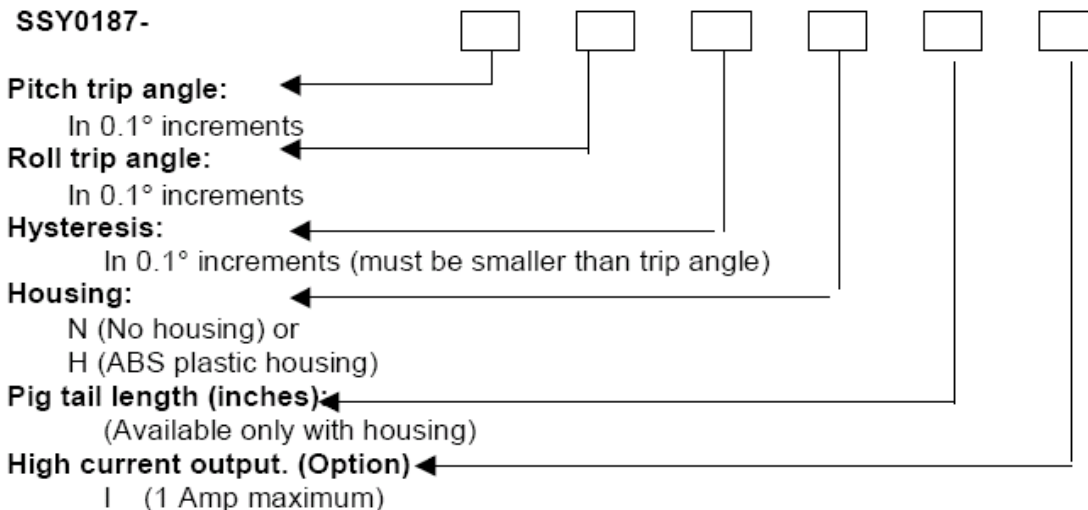 SSY0187-
Pitch trip angle:
In 0.1° increments
Roll trip angle:
In 0.1° increments
Hysteresis:
In 0.1° increments (must be smaller than trip angle)
Housing:
N (No housing) or
H (ABS plastic housing)
Pig tail length (inches):
(Available only with housing)
High current output. (Option)
I (1 Amp maximum)